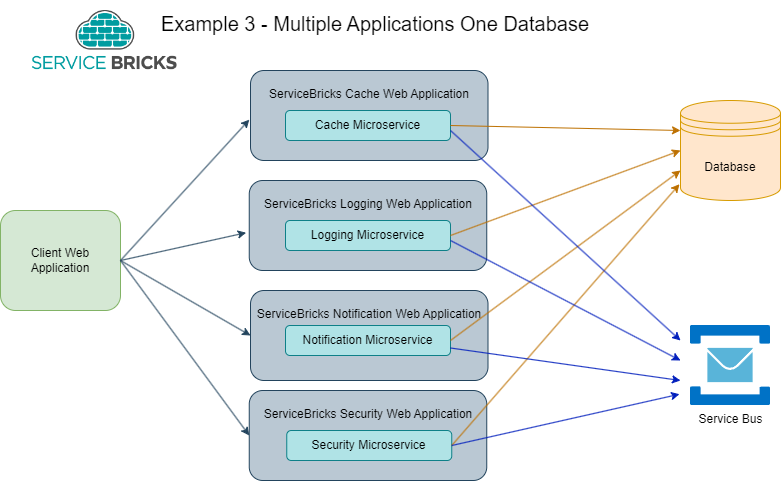 Example 3 - Multiple Applications One Database
SERVICE BRICKS
ServiceBricks Cache Web Application
Cache Microservice
ServiceBricks Logging Web Application
Logging Microservice
ServiceBricks Notification Web Application
Notification Microservice
ServiceBricks Security Web Application
Security Microservice
Client Web
Application
Database
Service Bus